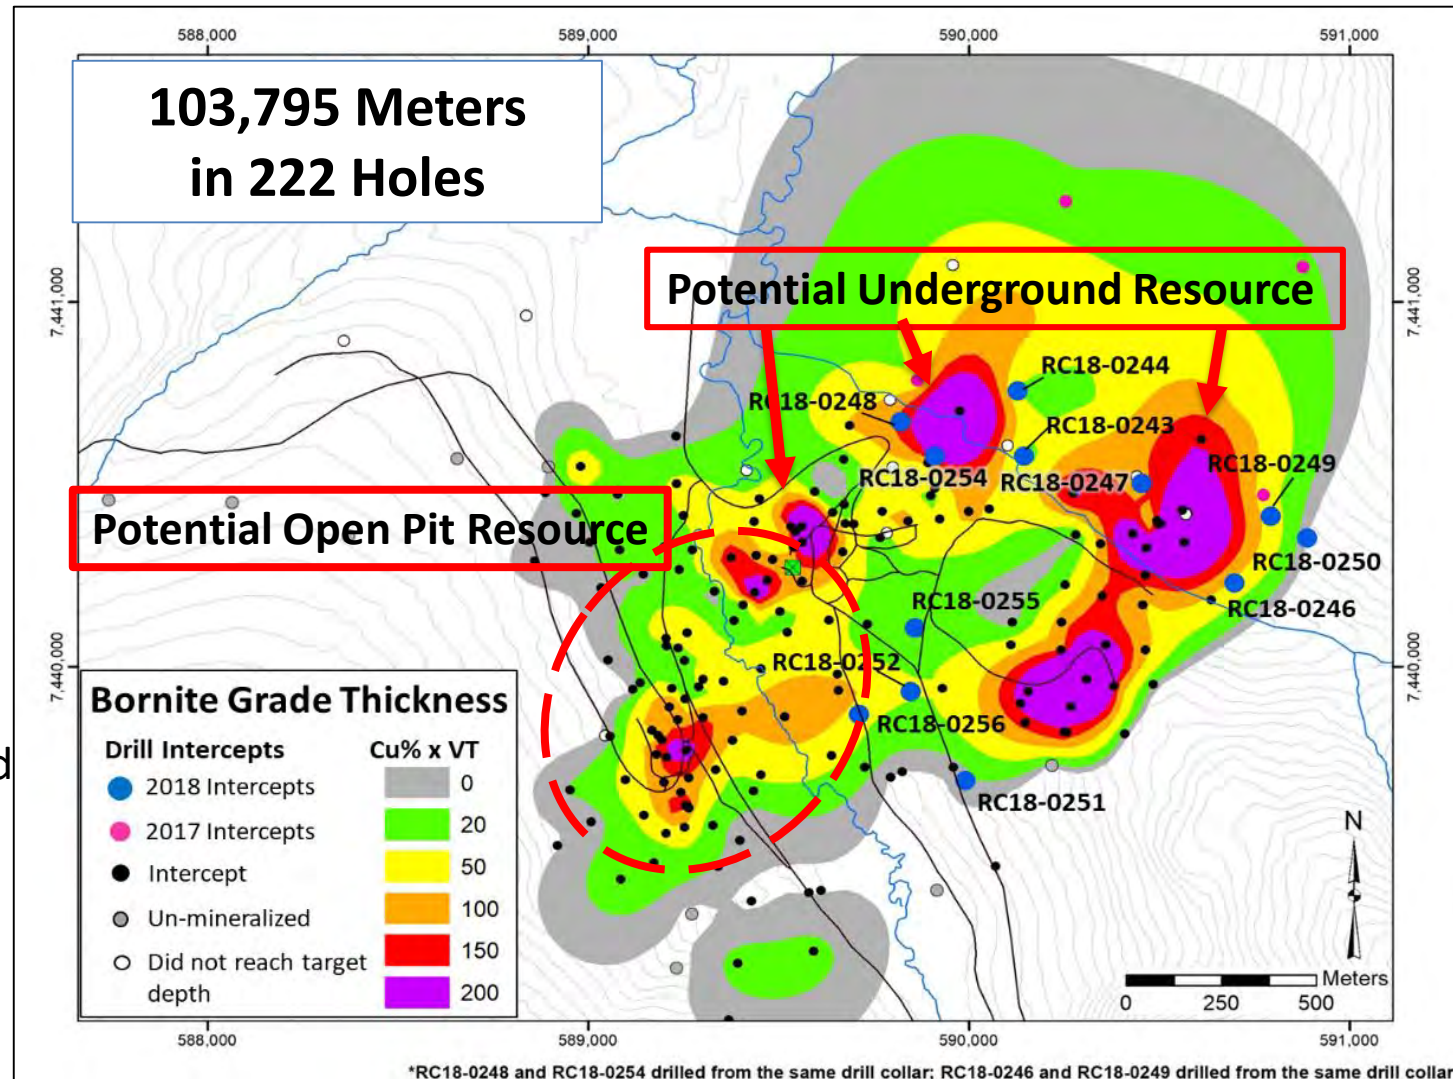 588,000
589,000
590,000
591,000
103,795 Meters
in 222 Holes
7,441,000
7,441,000
Potential Underground Resource
RC18-0244
RC18-0248
RC18-0243
RC18-0254
RC18-0247
RC18-0249
Potential Open Pit Resource
RC18-0250
RC18-0255
RC18-0246
7,440,000
7,440,000
RC18-0252
RC18-0256
RC18-0251
Bornite Grade Thickness
Drill Intercepts
Cu% x VT
2018 Intercepts
0
2017 Intercepts
20
Intercept
50
Un-mineralized
100
Did not reach target
depth
150
200
d
N
Meters
0
250
500
588,000
589,000
590,000
591,000
*RC18-0248 and RC18-0254 drilled from the same drill collar; RC18-0246 and RC18-0249 drilled from the same drill collar